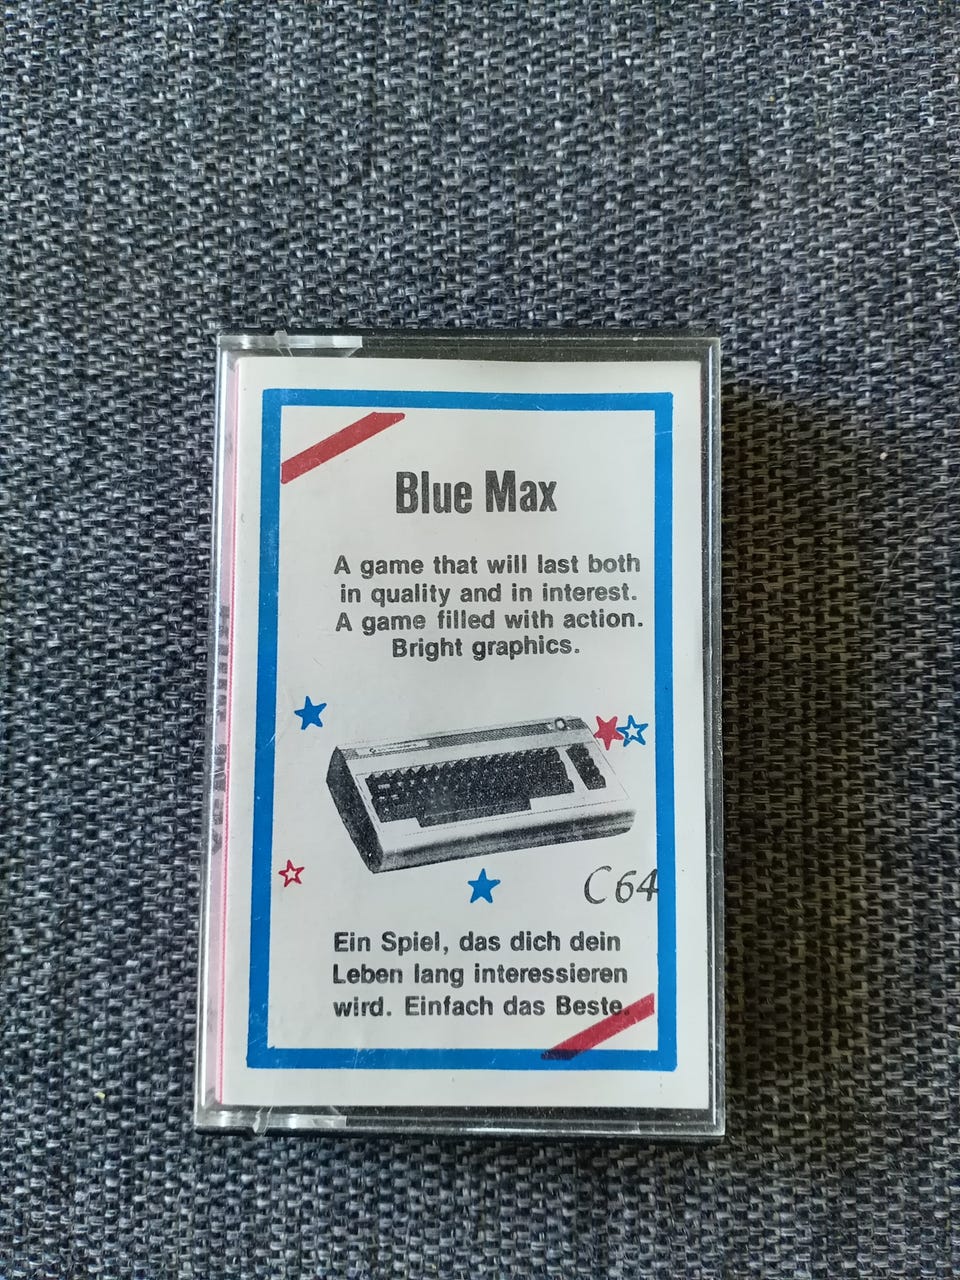 Blue Max
A game that will last both
in quality and in interest.
A game filled with action.
Bright graphics.
C64
Ein Spiel, das dich dein
Leben lang interessieren
wird. Einfach das Beste.